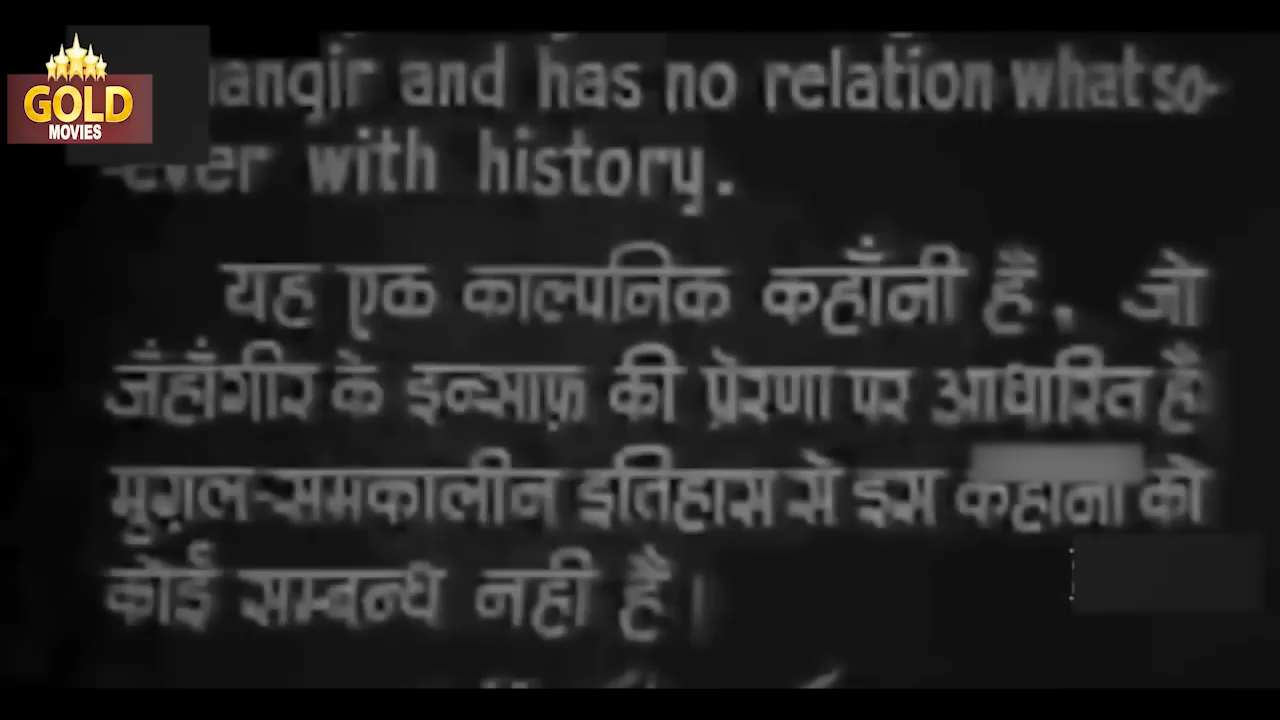 GOLD
MOVIES
and has no relation whatso-
-ever with history.
यह एक काल्पनिक कहाँनी है, जो
जँहाँगीर के इन्साफ़ की प्रेरणा पर आधारित है
मुग़ल-समकालीन इतिहास से इस कहानी को
कोई सम्बन्ध नही है।